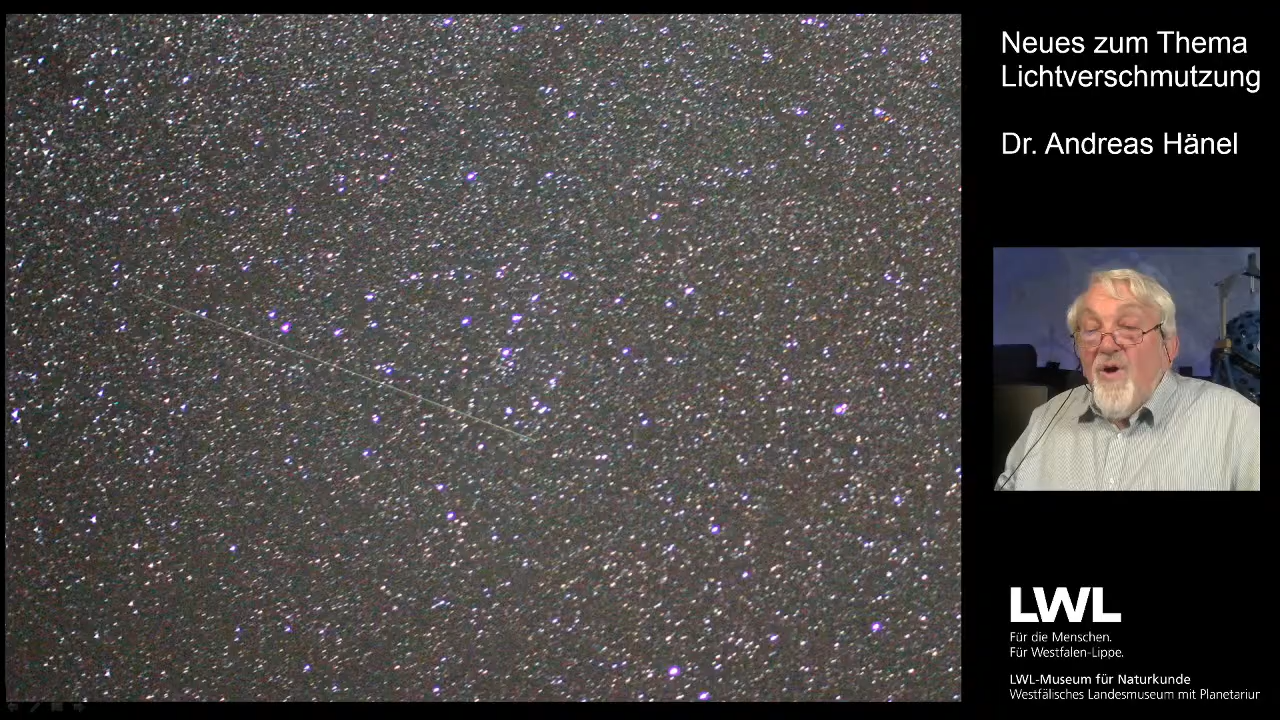 Neues zum Thema
Lichtverschmutzung
Dr. Andreas Hänel
LWL
Für die Menschen.
Für Westfalen-Lippe.
LWL-Museum für Naturkunde
Westfälisches Landesmuseum mit Planetariur